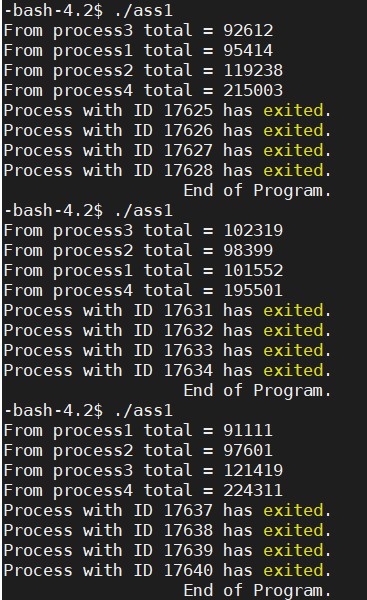 -bash-4.2$ ./ass1
From process3 total = 92612
From process1 total = 95414
From process2 total = 119238
From process4 total = 215003
Process with ID 17625 has exited.
Process with ID 17626 has exited.
Process with ID 17627 has exited.
Process with ID 17628 has exited.
End of Program.
-bash-4.2$ ./ass1
From process3 total = 102319
From process2 total = 98399
From process1 total = 101552
From process4 total = 195501
Process with ID 17631 has exited.
Process with ID 17632 has exited.
Process with ID 17633 has exited.
Process with ID 17634 has exited.
End of Program.
-bash-4.2$ ./ass1
From process1 total = 91111
From process2 total = 97601
From process3 total = 121419
From process4 total = 224311
Process with ID 17637 has exited.
Process with ID 17638 has exited.
Process with ID 17639 has exited.
Process with ID 17640 has exited.
End of Program.